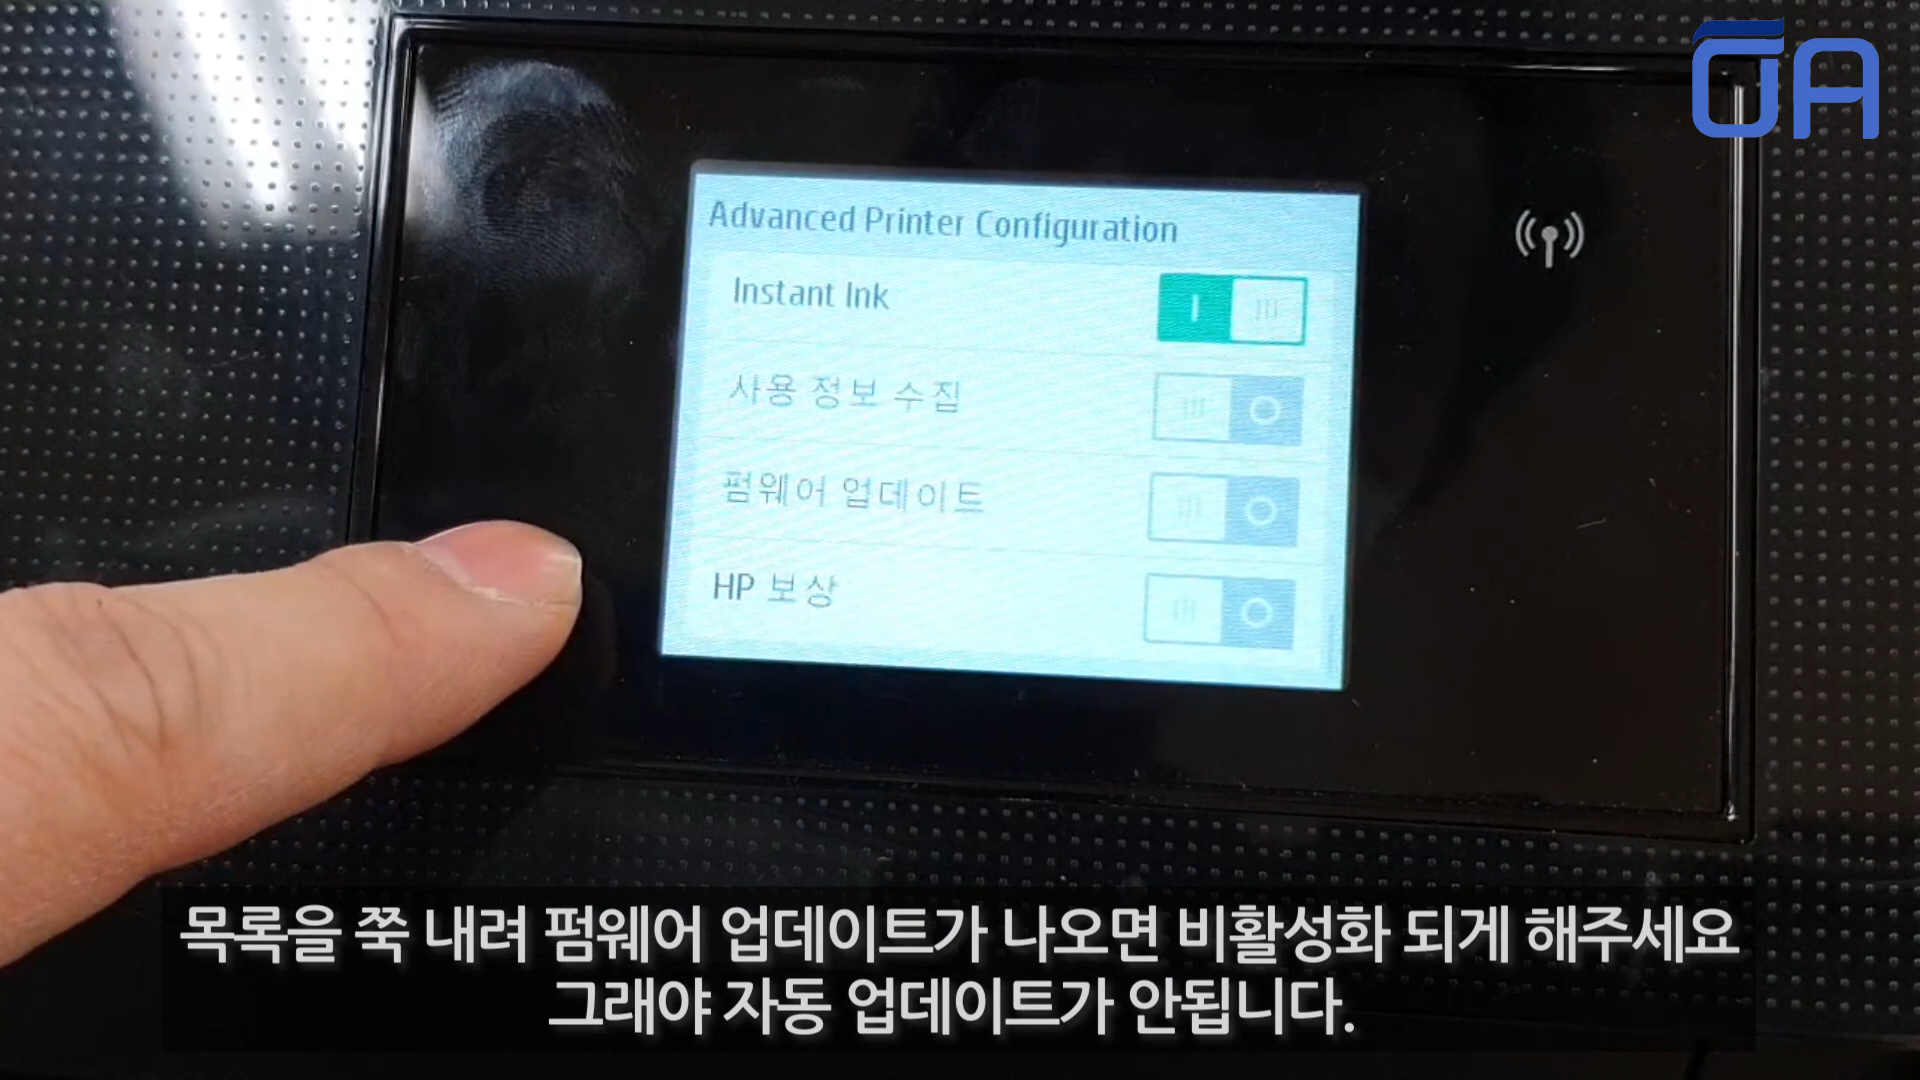 GA
Advanced Printer Configuration
Instant Ink
사용 정보 수집
펌웨어 업데이트
HP 보상
목록을 쭉 내려 펌웨어 업데이트가 나오면 비활성화 되게 해주세요
그래야 자동 업데이트가 안됩니다.